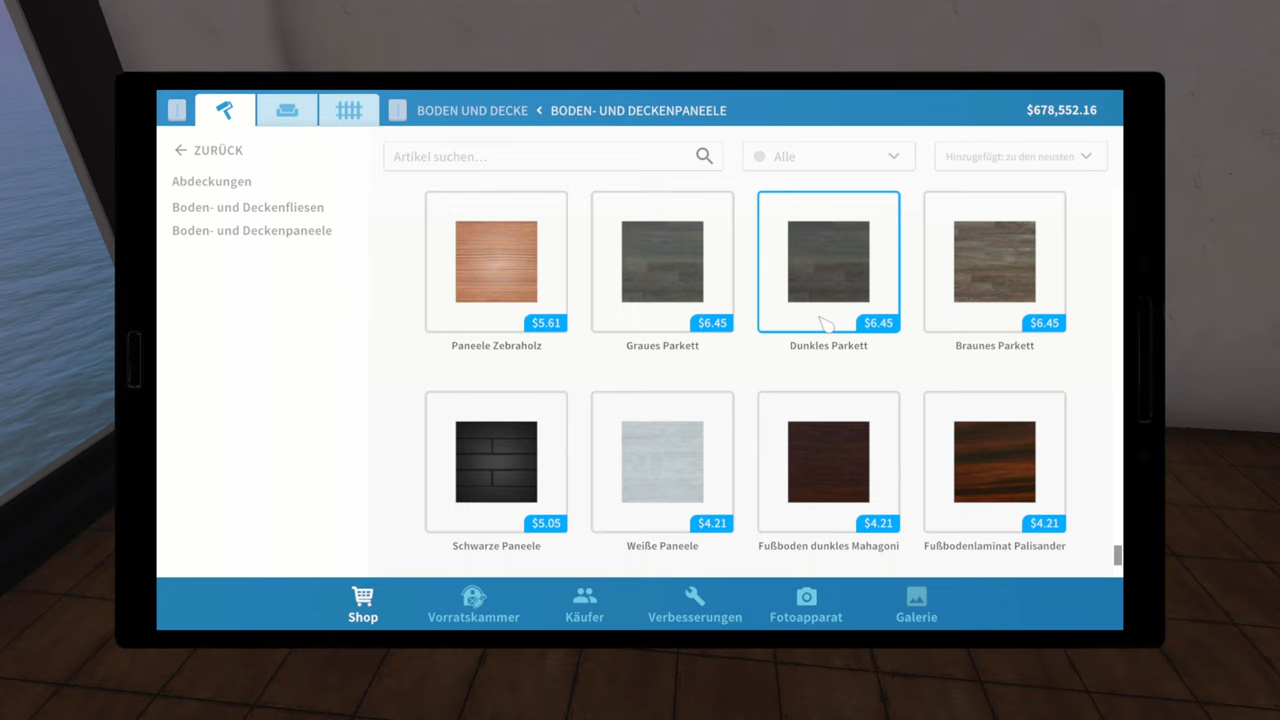 BODEN UND DECKE < BODEN- UND DECKENPANEELE
$678,552.16
ZURÜCK
Artikel suchen...
Alle
Hinzugefügt: zu den neusten
Abdeckungen
Boden- und Deckenfliesen
Boden- und Deckenpaneele
$5.61
$6.45
$6.45
$6.45
Paneele Zebraholz
Graues Parkett
Dunkles Parkett
Braunes Parkett
$5.05
$4.21
$4.21
$4.21
Schwarze Paneele
Weiße Paneele
Fußboden dunkles Mahagoni
Fußbodenlaminat Palisander
Shop
Vorratskammer
Käufer
Verbesserungen
Fotoapparat
Galerie